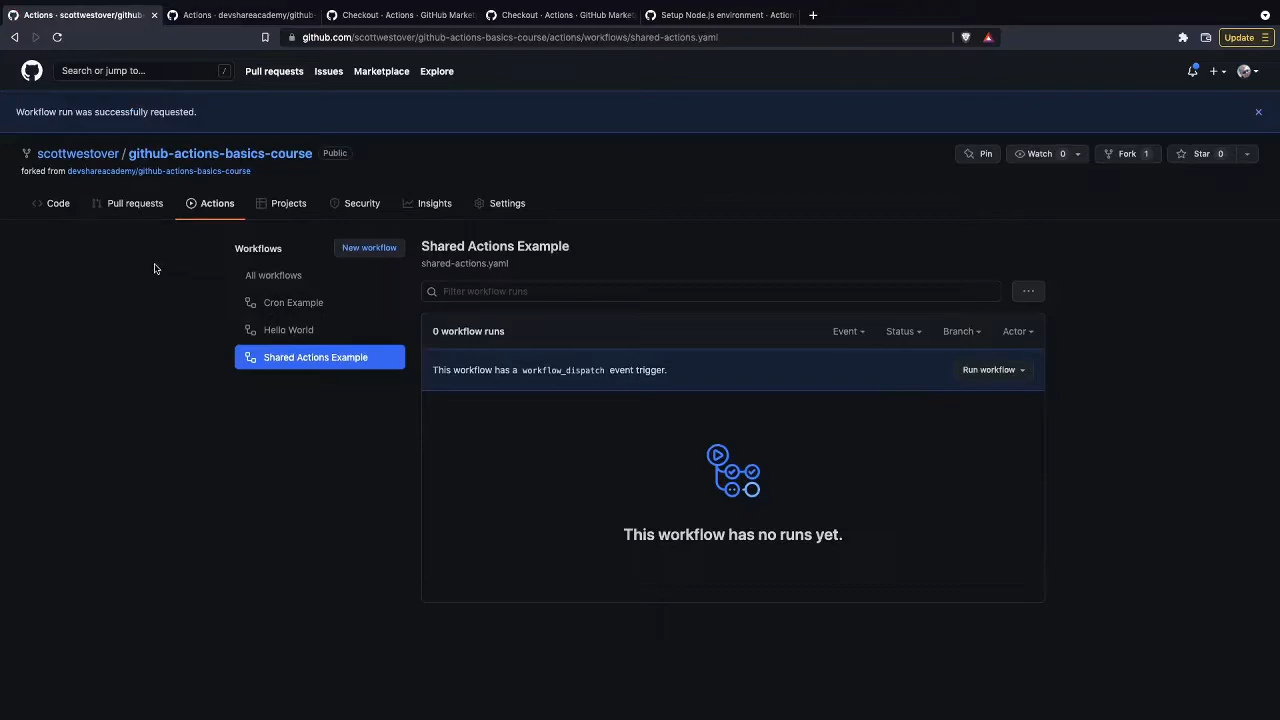 Actions · scottwestover/github-
Actions · devshareacademy/github-
Checkout · Actions · GitHub Market
Checkout · Actions · GitHub Market
Setup Node.js environment · Action
github.com/scottwestover/github-actions-basics-course/actions/workflows/shared-actions.yaml
Update
Search or jump to...
/
Pull requests
Issues
Marketplace
Explore
Workflow run was successfully requested.
scottwestover / github-actions-basics-course
Public
Pin
Watch 0
Fork 1
Star 0
forked from devshareacademy/github-actions-basics-course
Code
Pull requests
Actions
Projects
Security
Insights
Settings
Workflows
New workflow
All workflows
Cron Example
Hello World
Shared Actions Example
Shared Actions Example
shared-actions.yaml
Filter workflow runs
0 workflow runs
Event
Status
Branch
Actor
This workflow has a workflow_dispatch event trigger.
Run workflow
This workflow has no runs yet.